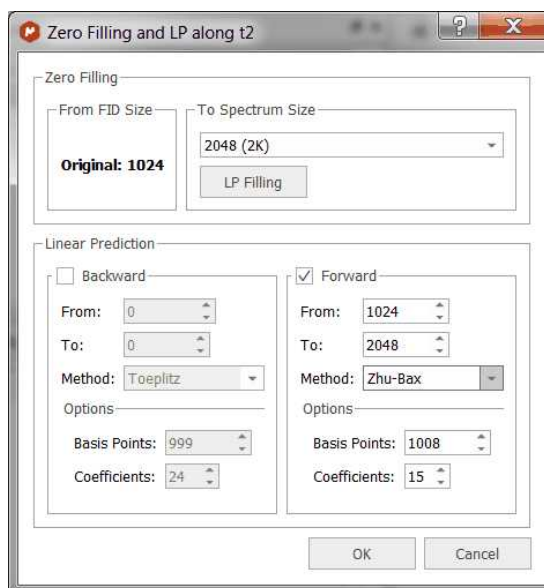 Zero Filling and LP along t2
Zero Filling
From FID Size
Original: 1024
To Spectrum Size
2048 (2K)
LP Filling
Linear Prediction
Backward
From: 0
To: 0
Method: Toeplitz
Options
Basis Points: 999
Coefficients: 24
Forward
From: 1024
To: 2048
Method: Zhu-Bax
Options
Basis Points: 1008
Coefficients: 15
OK
Cancel